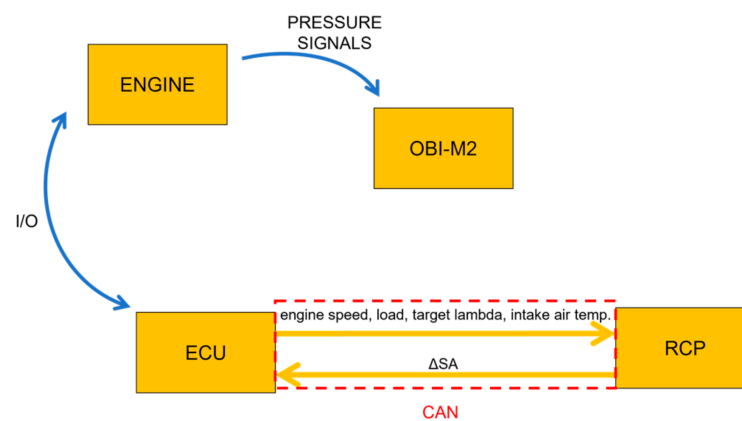 PRESSURE
SIGNALS
ENGINE
OBI-M2
I/O
engine speed, load, target lambda, intake air temp.
ECU
RCP
ΔSA
CAN